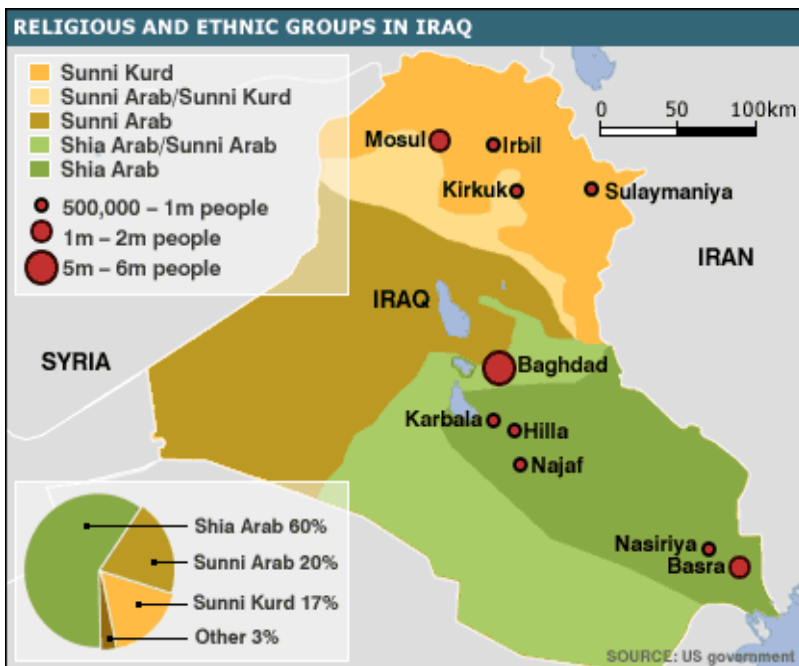 RELIGIOUS AND ETHNIC GROUPS IN IRAQ
Sunni Kurd
Sunni Arab/Sunni Kurd
Sunni Arab
Shia Arab/Sunni Arab
Shia Arab
500,000 – 1m people
1m – 2m people
5m – 6m people
0 50 100km
Mosul
Irbil
Kirkuk
Sulaymaniya
IRAN
IRAQ
SYRIA
Baghdad
Karbala
Hilla
Najaf
Nasiriya
Basra
Shia Arab 60%
Sunni Arab 20%
Sunni Kurd 17%
Other 3%
SOURCE: US government